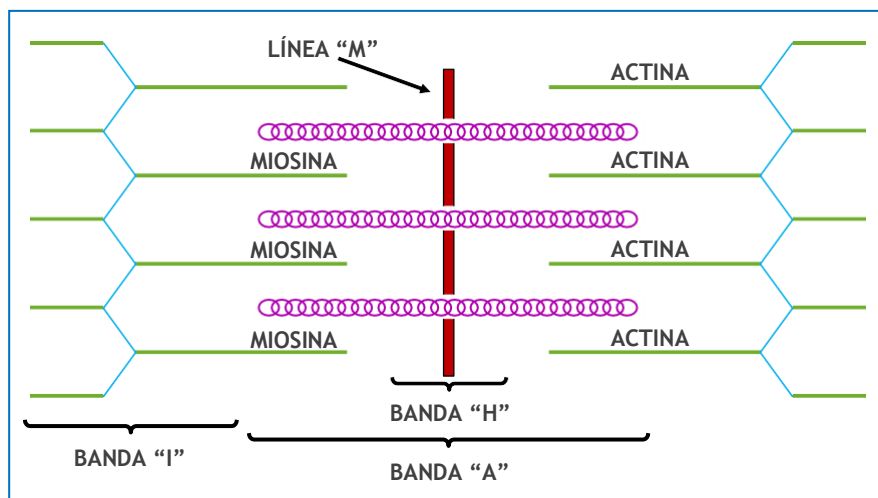 LÍNEA “M”
ACTINA
MIOSINA
ACTINA
MIOSINA
ACTINA
MIOSINA
ACTINA
BANDA “H”
BANDA “I”
BANDA “A”